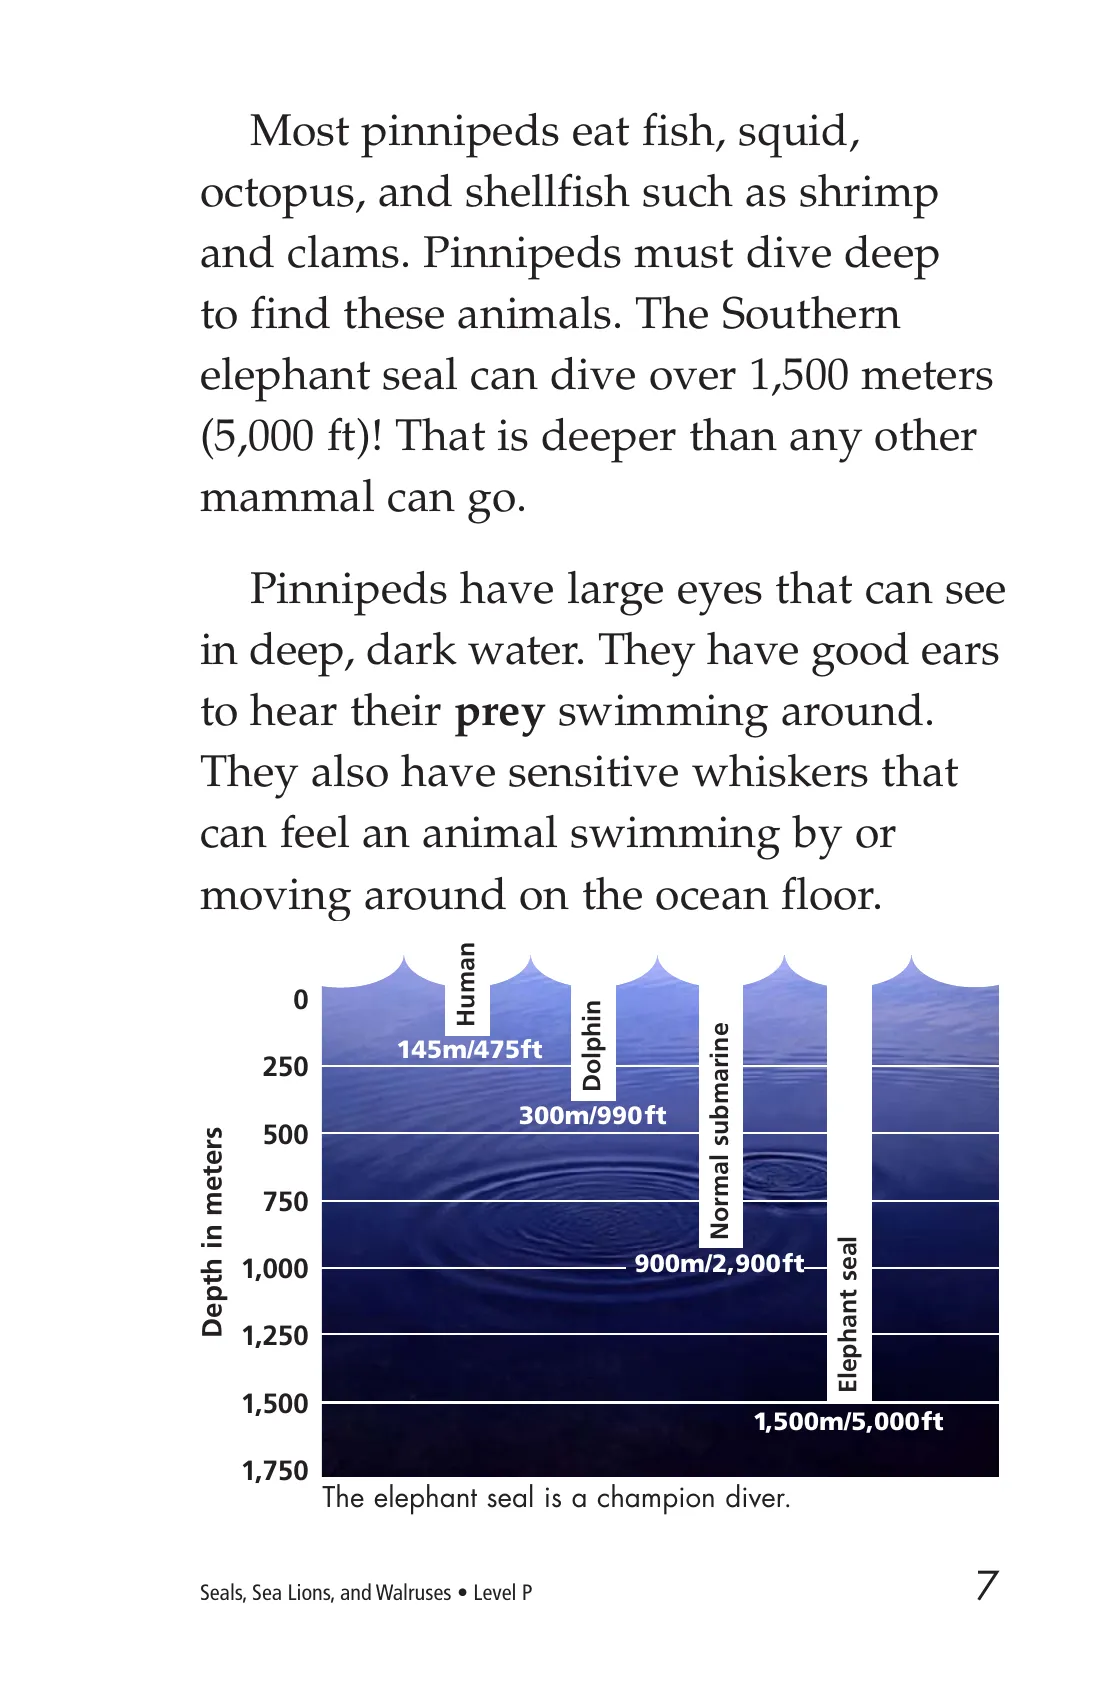 Most pinnipeds eat fish, squid,
octopus, and shellfish such as shrimp
and clams. Pinnipeds must dive deep
to find these animals. The Southern
elephant seal can dive over 1,500 meters
(5,000 ft)! That is deeper than any other
mammal can go.
Pinnipeds have large eyes that can see
in deep, dark water. They have good ears
to hear their prey swimming around.
They also have sensitive whiskers that
can feel an animal swimming by or
moving around on the ocean floor.
Depth in meters
0
250
500
750
1,000
1,250
1,500
1,750
Human
145m/475ft
Dolphin
300m/990ft
Normal submarine
900m/2,900ft
Elephant seal
1,500m/5,000ft
The elephant seal is a champion diver.
Seals, Sea Lions, and Walruses • Level P
7